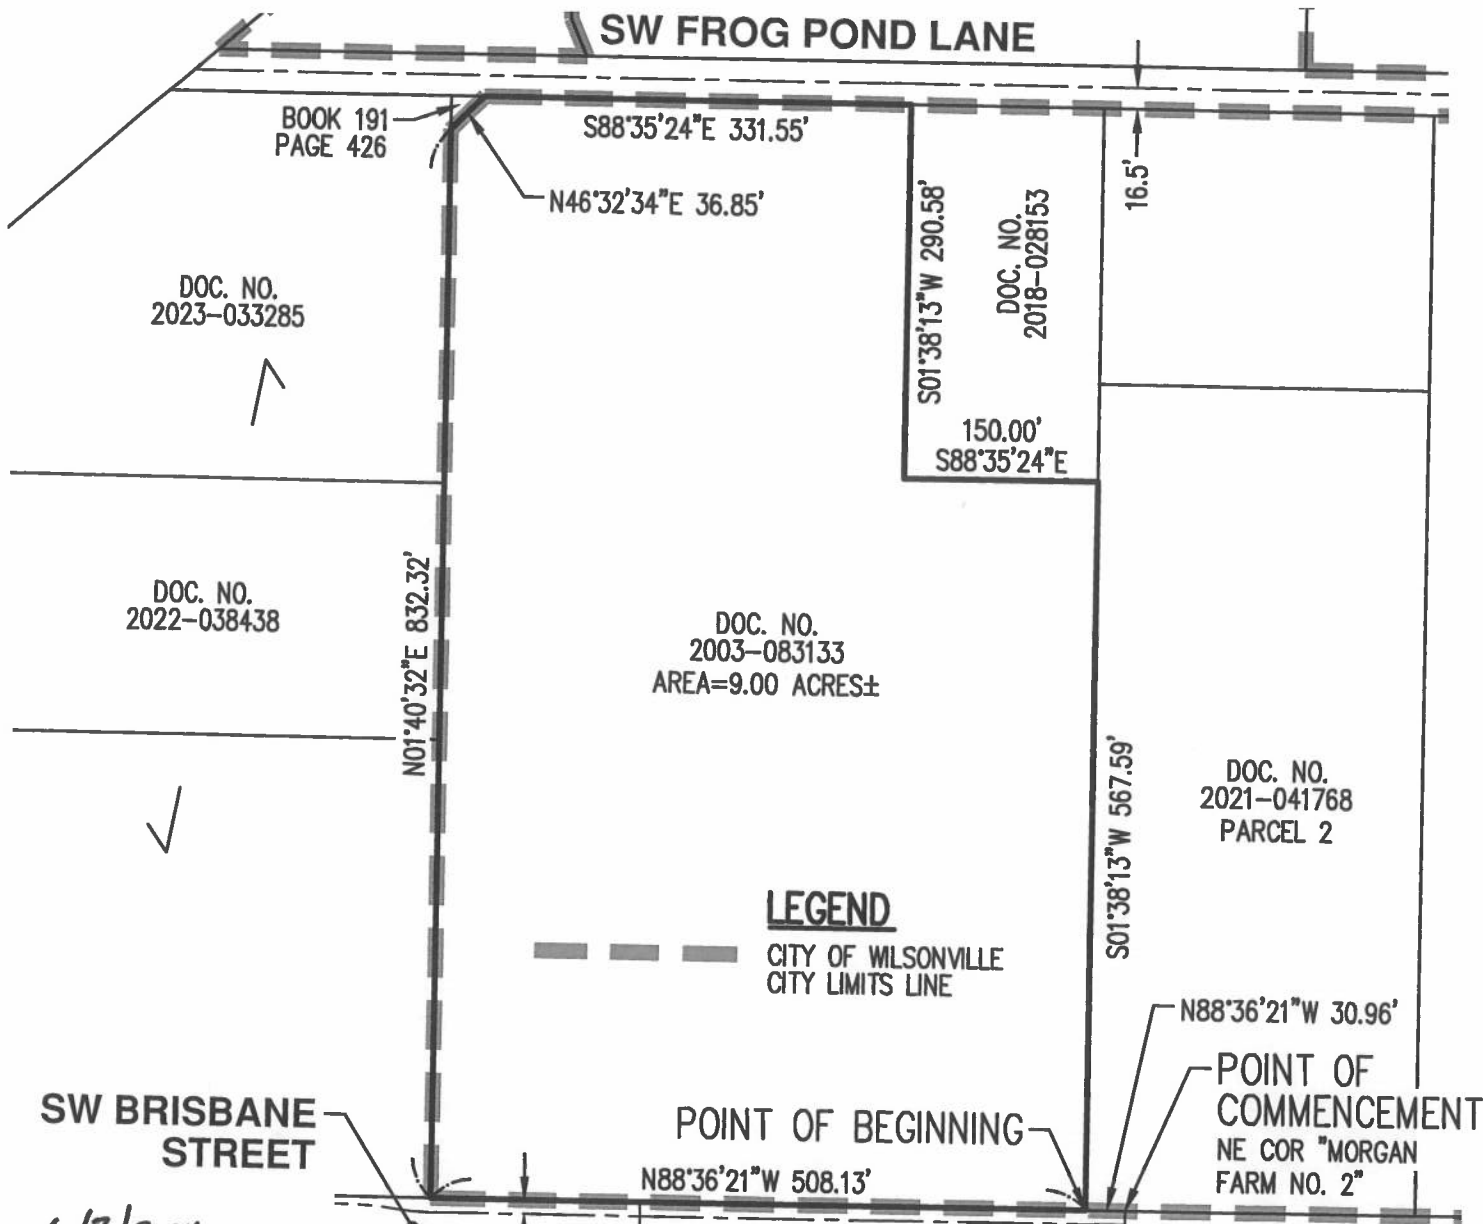 SW FROG POND LANE
BOOK 191
PAGE 426
S88°35'24"E 331.55'
N46°32'34"E 36.85'
16.5'
S01°38'13"W 290.58'
DOC. NO.
2018-028153
DOC. NO.
2023-033285
150.00'
S88°35'24"E
DOC. NO.
2022-038438
N01°40'32"E 832.32'
DOC. NO.
2003-083133
AREA=9.00 ACRES±
S01°38'13"W 567.59'
DOC. NO.
2021-041768
PARCEL 2
LEGEND
CITY OF WILSONVILLE
CITY LIMITS LINE
N88°36'21"W 30.96'
POINT OF
COMMENCEMENT
NE COR "MORGAN
FARM NO. 2"
SW BRISBANE
STREET
POINT OF BEGINNING
N88°36'21"W 508.13'